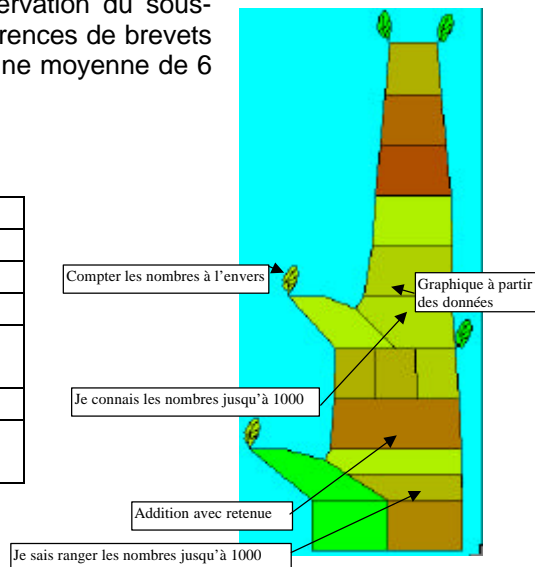 ervation du sous-
érences de brevets
ne moyenne de 6
Compter les nombres à l'envers
Graphique à partir
des données
Je connais les nombres jusqu'à 1000
Addition avec retenue
Je sais ranger les nombres jusqu'à 1000